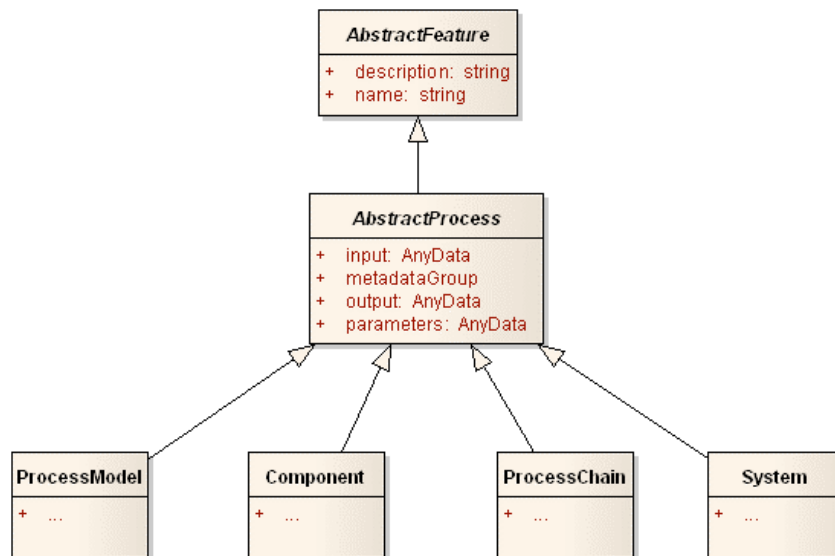 AbstractFeature
+ description: string
+ name: string
AbstractProcess
+ input: AnyData
+ metadataGroup
+ output: AnyData
+ parameters: AnyData
ProcessModel
+ ...
Component
+ ...
ProcessChain
+ ...
System
+ ...